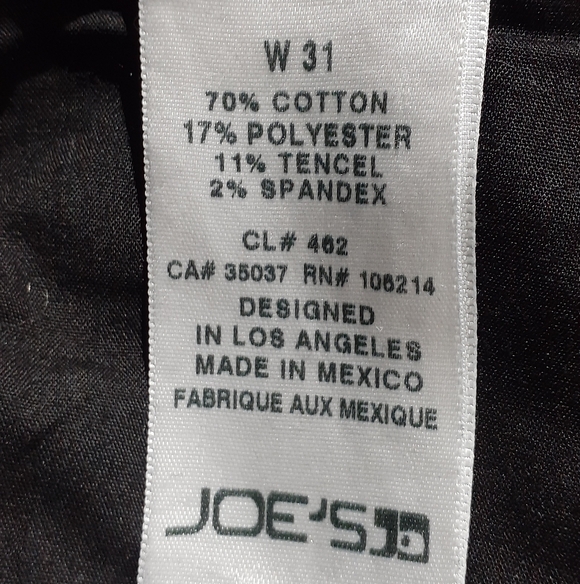 W 31
70% COTTON
17% POLYESTER
11% TENCEL
2% SPANDEX
CL# 462
CA# 35037 RN# 106214
DESIGNED
IN LOS ANGELES
MADE IN MEXICO
FABRIQUE AUX MEXIQUE
JOE'S